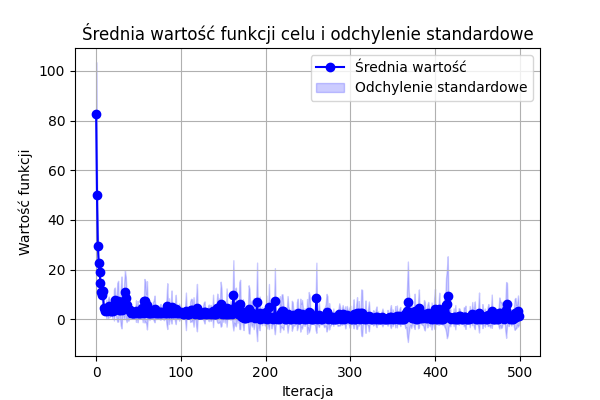 Średnia wartość funkcji celu i odchylenie standardowe
Średnia wartość
Odchylenie standardowe
Wartość funkcji
100
80
60
40
20
0
0 100 200 300 400 500
Iteracja